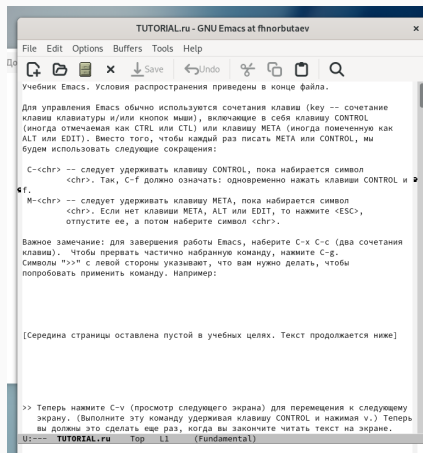 TUTORIAL.ru - GNU Emacs at fhnorbutaev
File Edit Options Buffers Tools Help
Save Undo
Учебник Emacs. Условия распространения приведены в конце файла.
Для управления Emacs обычно используются сочетания клавиш (key -- сочетание
клавиш клавиатуры и/или кнопок мыши), включающие в себя клавишу CONTROL
(иногда отмечаемая как CTRL или CTL) или клавишу META (иногда помеченную как
ALT или EDIT). Вместо того, чтобы каждый раз писать META или CONTROL, мы
будем использовать следующие сокращения:
C-<chr> -- следует удерживать клавишу CONTROL, пока набирается символ
<chr>. Так, C-f должно означать: одновременно нажать клавиши CONTROL и
f.
M-<chr> -- следует удерживать клавишу META, пока набирается символ
<chr>. Если нет клавиши META, ALT или EDIT, то нажмите <ESC>,
отпустите ее, а потом наберите символ <chr>.
Важное замечание: для завершения работы Emacs, наберите C-x C-c (два сочетания
клавиш). Чтобы прервать частично набранную команду, нажмите C-g.
Символы ">>" с левой стороны указывают, что вам нужно делать, чтобы
попробовать применить команду. Например:
[Середина страницы оставлена пустой в учебных целях. Текст продолжается ниже]
>> Теперь нажмите C-v (просмотр следующего экрана) для перемещения к следующему
экрану. (Выполните эту команду удерживая клавишу CONTROL и нажимая v.) Теперь
вы должны это сделать еще раз, когда вы закончите читать текст на экране.
U:--- TUTORIAL.ru Top L1 (Fundamental)